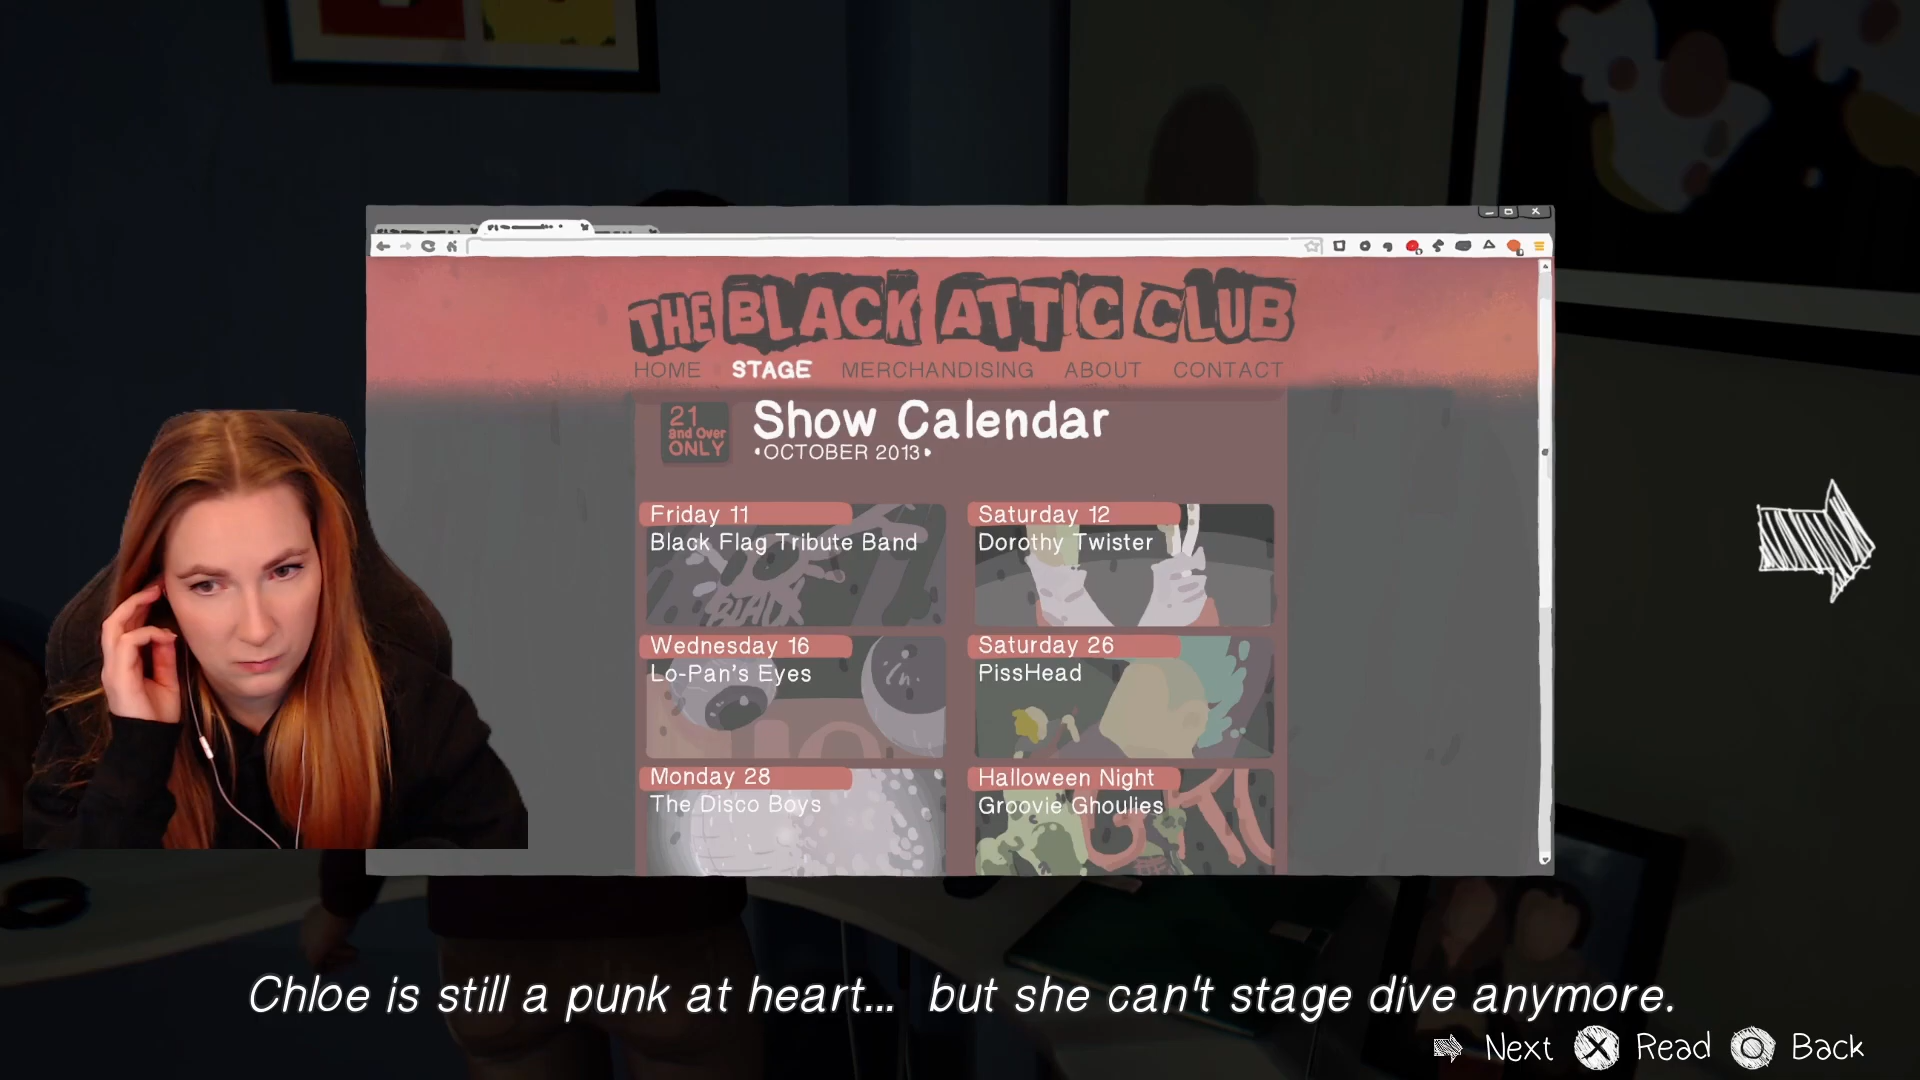 THE BLACK ATTIC CLUB
HOME STAGE MERCHANDISING ABOUT CONTACT
21
and Over
ONLY
Show Calendar
•OCTOBER 2013•
Friday 11
Black Flag Tribute Band
Saturday 12
Dorothy Twister
Wednesday 16
Lo-Pan's Eyes
Saturday 26
PissHead
Monday 28
The Disco Boys
Halloween Night
Groovie Ghoulies
Chloe is still a punk at heart... but she can't stage dive anymore.
Next Read Back